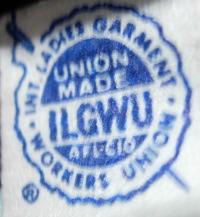 INT. LADIES GARMENT
WORKERS UNION
UNION
MADE
ILGWU
AFL-CIO
®